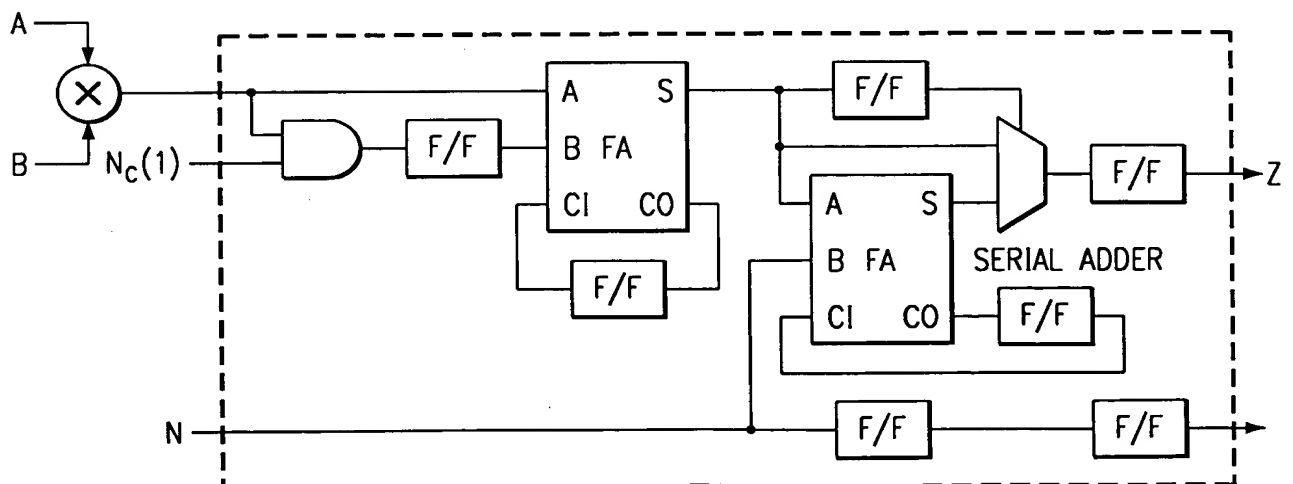 A
B
N_c(1)
F/F
A S
B FA
CI CO
F/F
F/F
A S
B FA
CI CO
SERIAL ADDER
F/F
F/F
Z
N
F/F
F/F